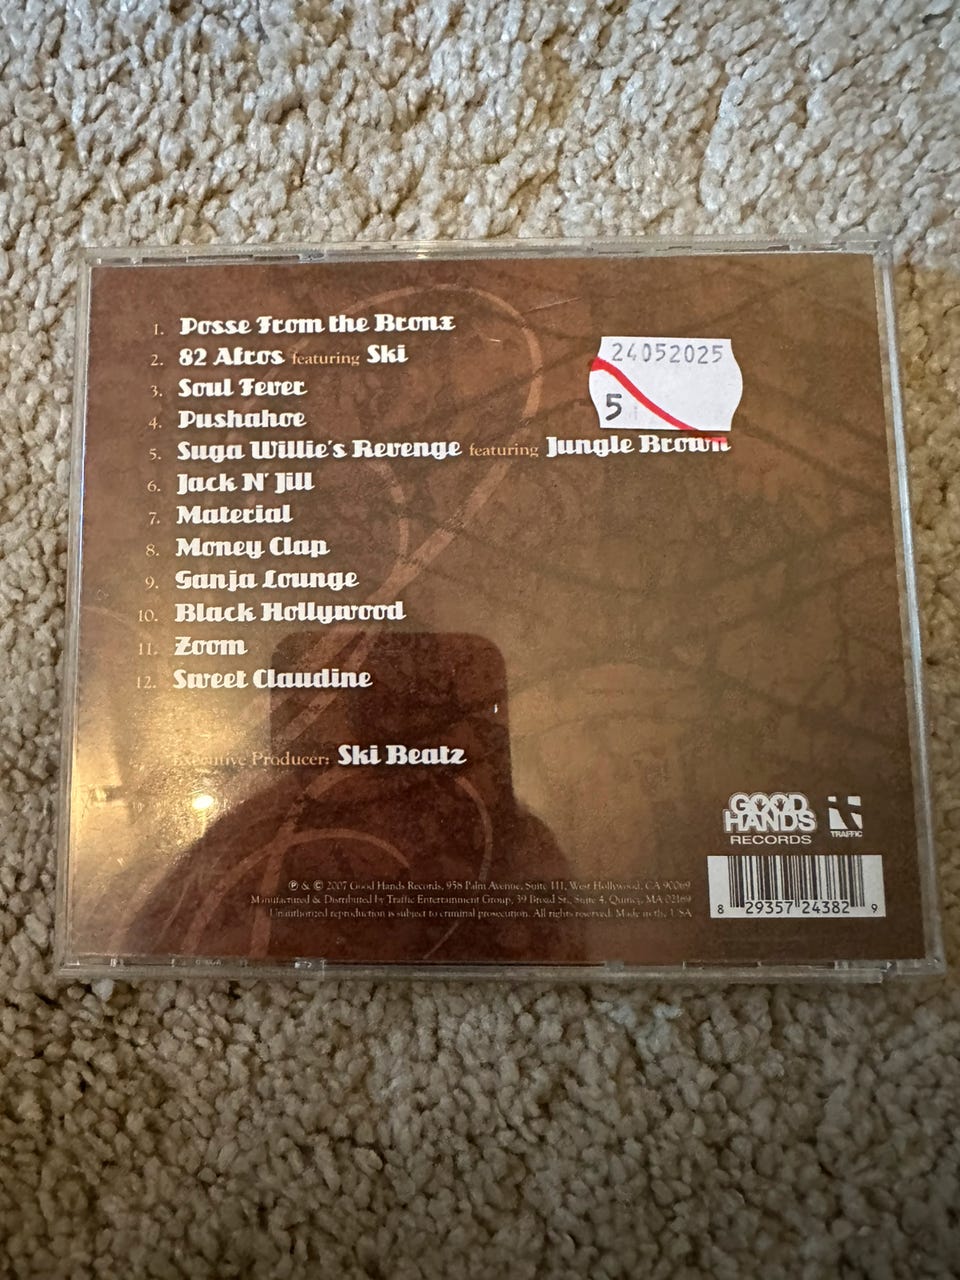 1. Posse From the Bronx
24052025
2. 82 Afros featuring Ski
3. Soul Fever
5
4. Pushahoe
5. Suga Willie's Revenge featuring Jungle Brown
6. Jack N' Jill
7. Material
8. Money Clap
9. Ganja Lounge
10. Black Hollywood
11. Zoom
12. Sweet Claudine
Executive Producer: Ski Beatz
GOOD
HANDS
RECORDS
TRAFFIC
℗ & © 2007 Good Hands Records, 958 Palm Avenue, Suite 111, West Hollywood, CA 90069
Manufactured & Distributed by Traffic Entertainment Group, 39 Broad St., Suite 4, Quincy, MA 02169
Unauthorized reproduction is subject to criminal prosecution. All rights reserved. Made in the USA
8 29357 24382 9